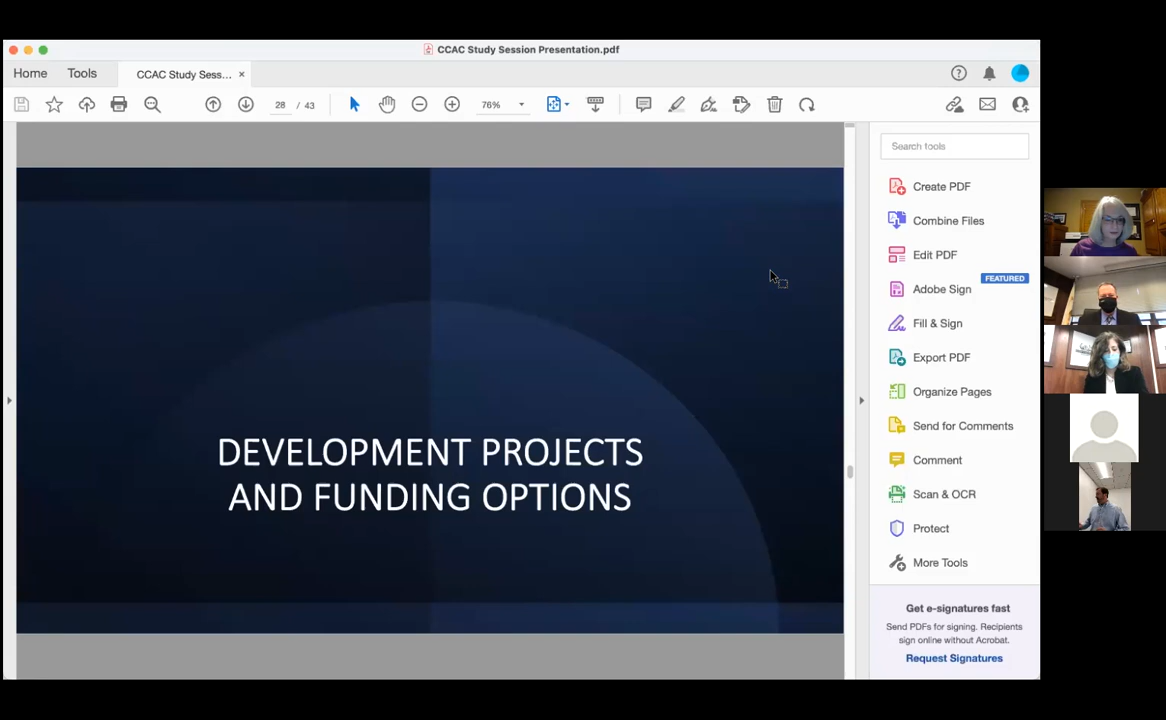 CCAC Study Session Presentation.pdf
Home
Tools
CCAC Study Sess...
28 / 43
76%
DEVELOPMENT PROJECTS
AND FUNDING OPTIONS
Search tools
Create PDF
Combine Files
Edit PDF
FEATURED
Adobe Sign
Fill & Sign
Export PDF
Organize Pages
Send for Comments
Comment
Scan & OCR
Protect
More Tools
Get e-signatures fast
Send PDFs for signing. Recipients
sign online without Acrobat.
Request Signatures